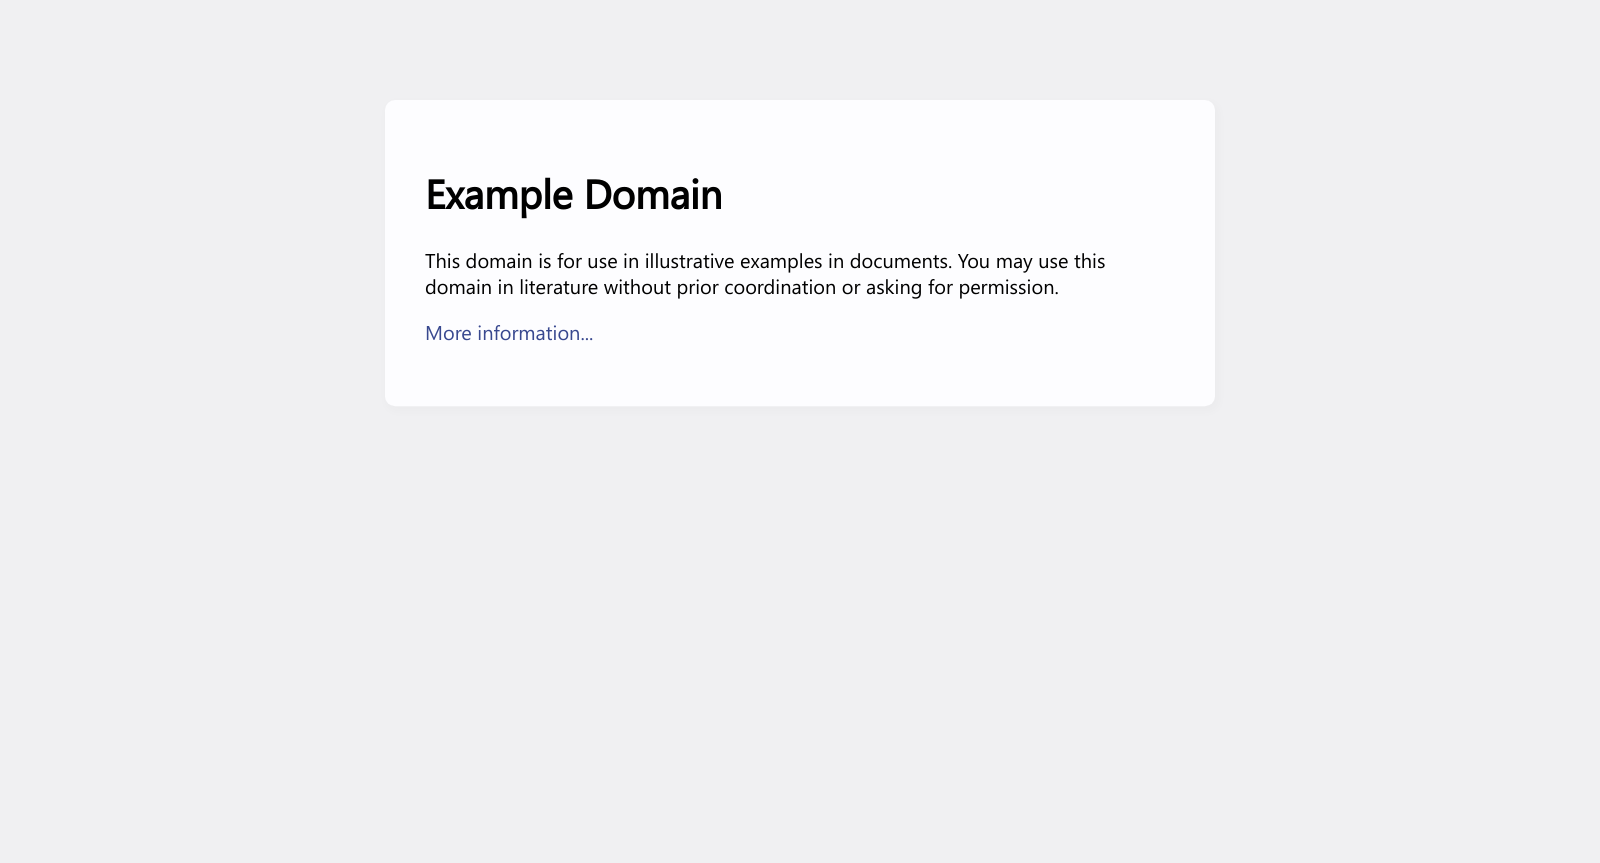 Example Domain
This domain is for use in illustrative examples in documents. You may use this
domain in literature without prior coordination or asking for permission.
More information...